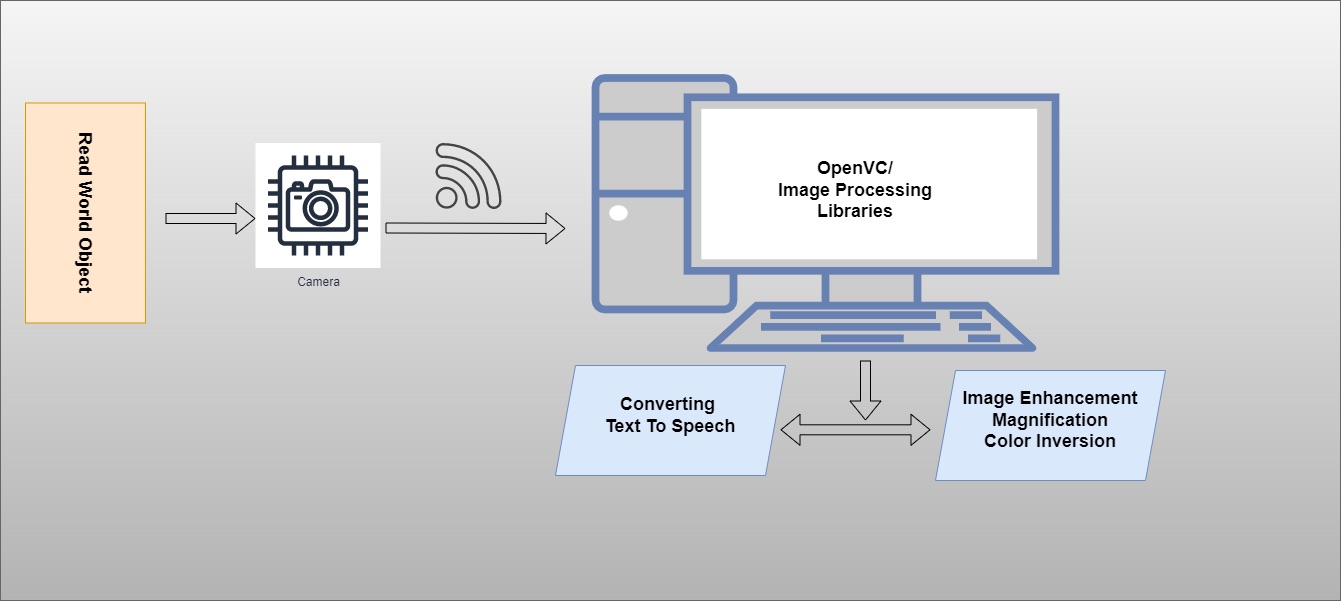 Read World Object
Camera
OpenVC/
Image Processing
Libraries
Converting
Text To Speech
Image Enhancement
Magnification
Color Inversion